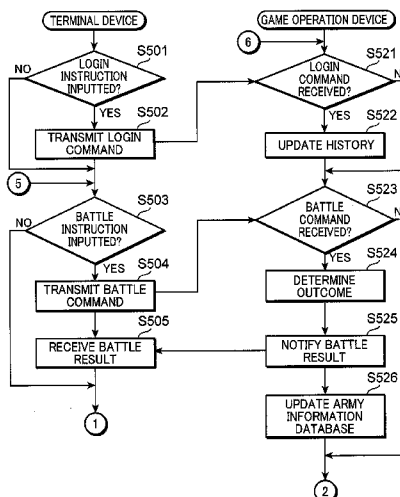 TERMINAL DEVICE
S501
LOGIN
INSTRUCTION
INPUTTED?
NO
YES
S502
TRANSMIT LOGIN
COMMAND
5
S503
BATTLE
INSTRUCTION
INPUTTED?
NO
YES
S504
TRANSMIT BATTLE
COMMAND
S505
RECEIVE BATTLE
RESULT
1
GAME OPERATION DEVICE
6
S521
LOGIN
COMMAND
RECEIVED?
YES
S522
UPDATE HISTORY
S523
BATTLE
COMMAND
RECEIVED?
YES
S524
DETERMINE
OUTCOME
S525
NOTIFY BATTLE
RESULT
S526
UPDATE ARMY
INFORMATION
DATABASE
2